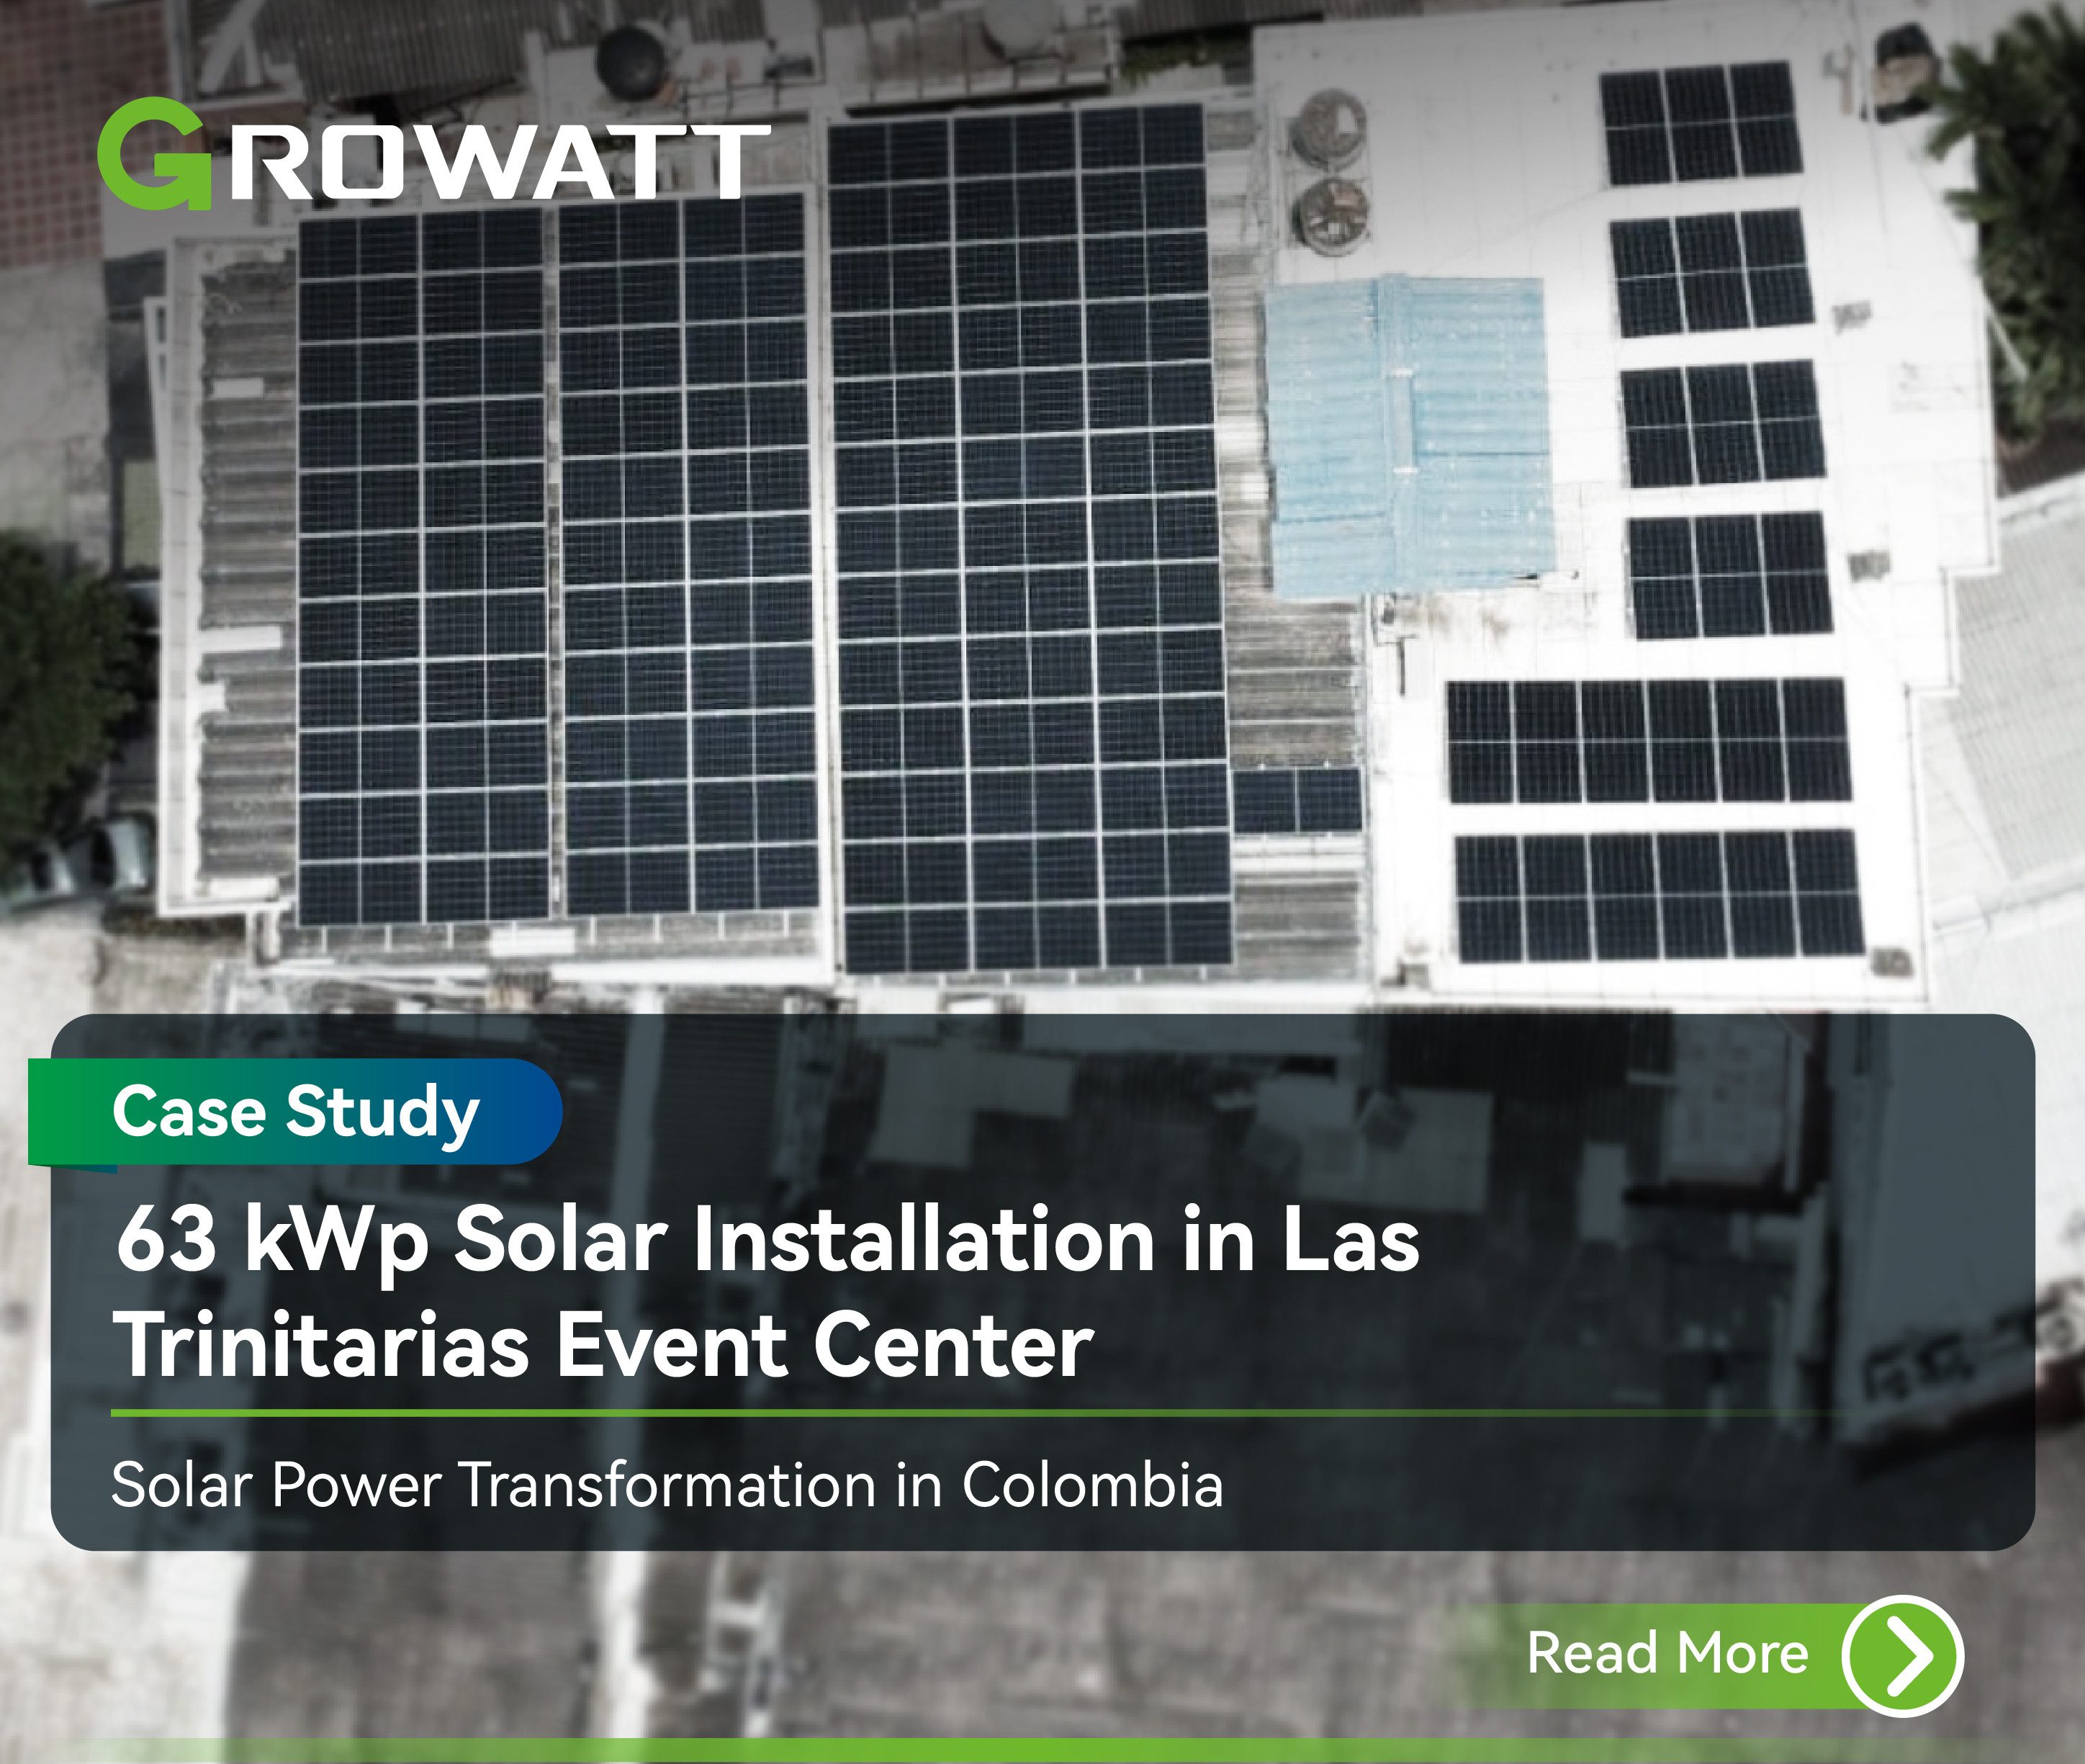 GROWATT
Case Study
63 kWp Solar Installation in Las
Trinitarias Event Center
Solar Power Transformation in Colombia
Read More